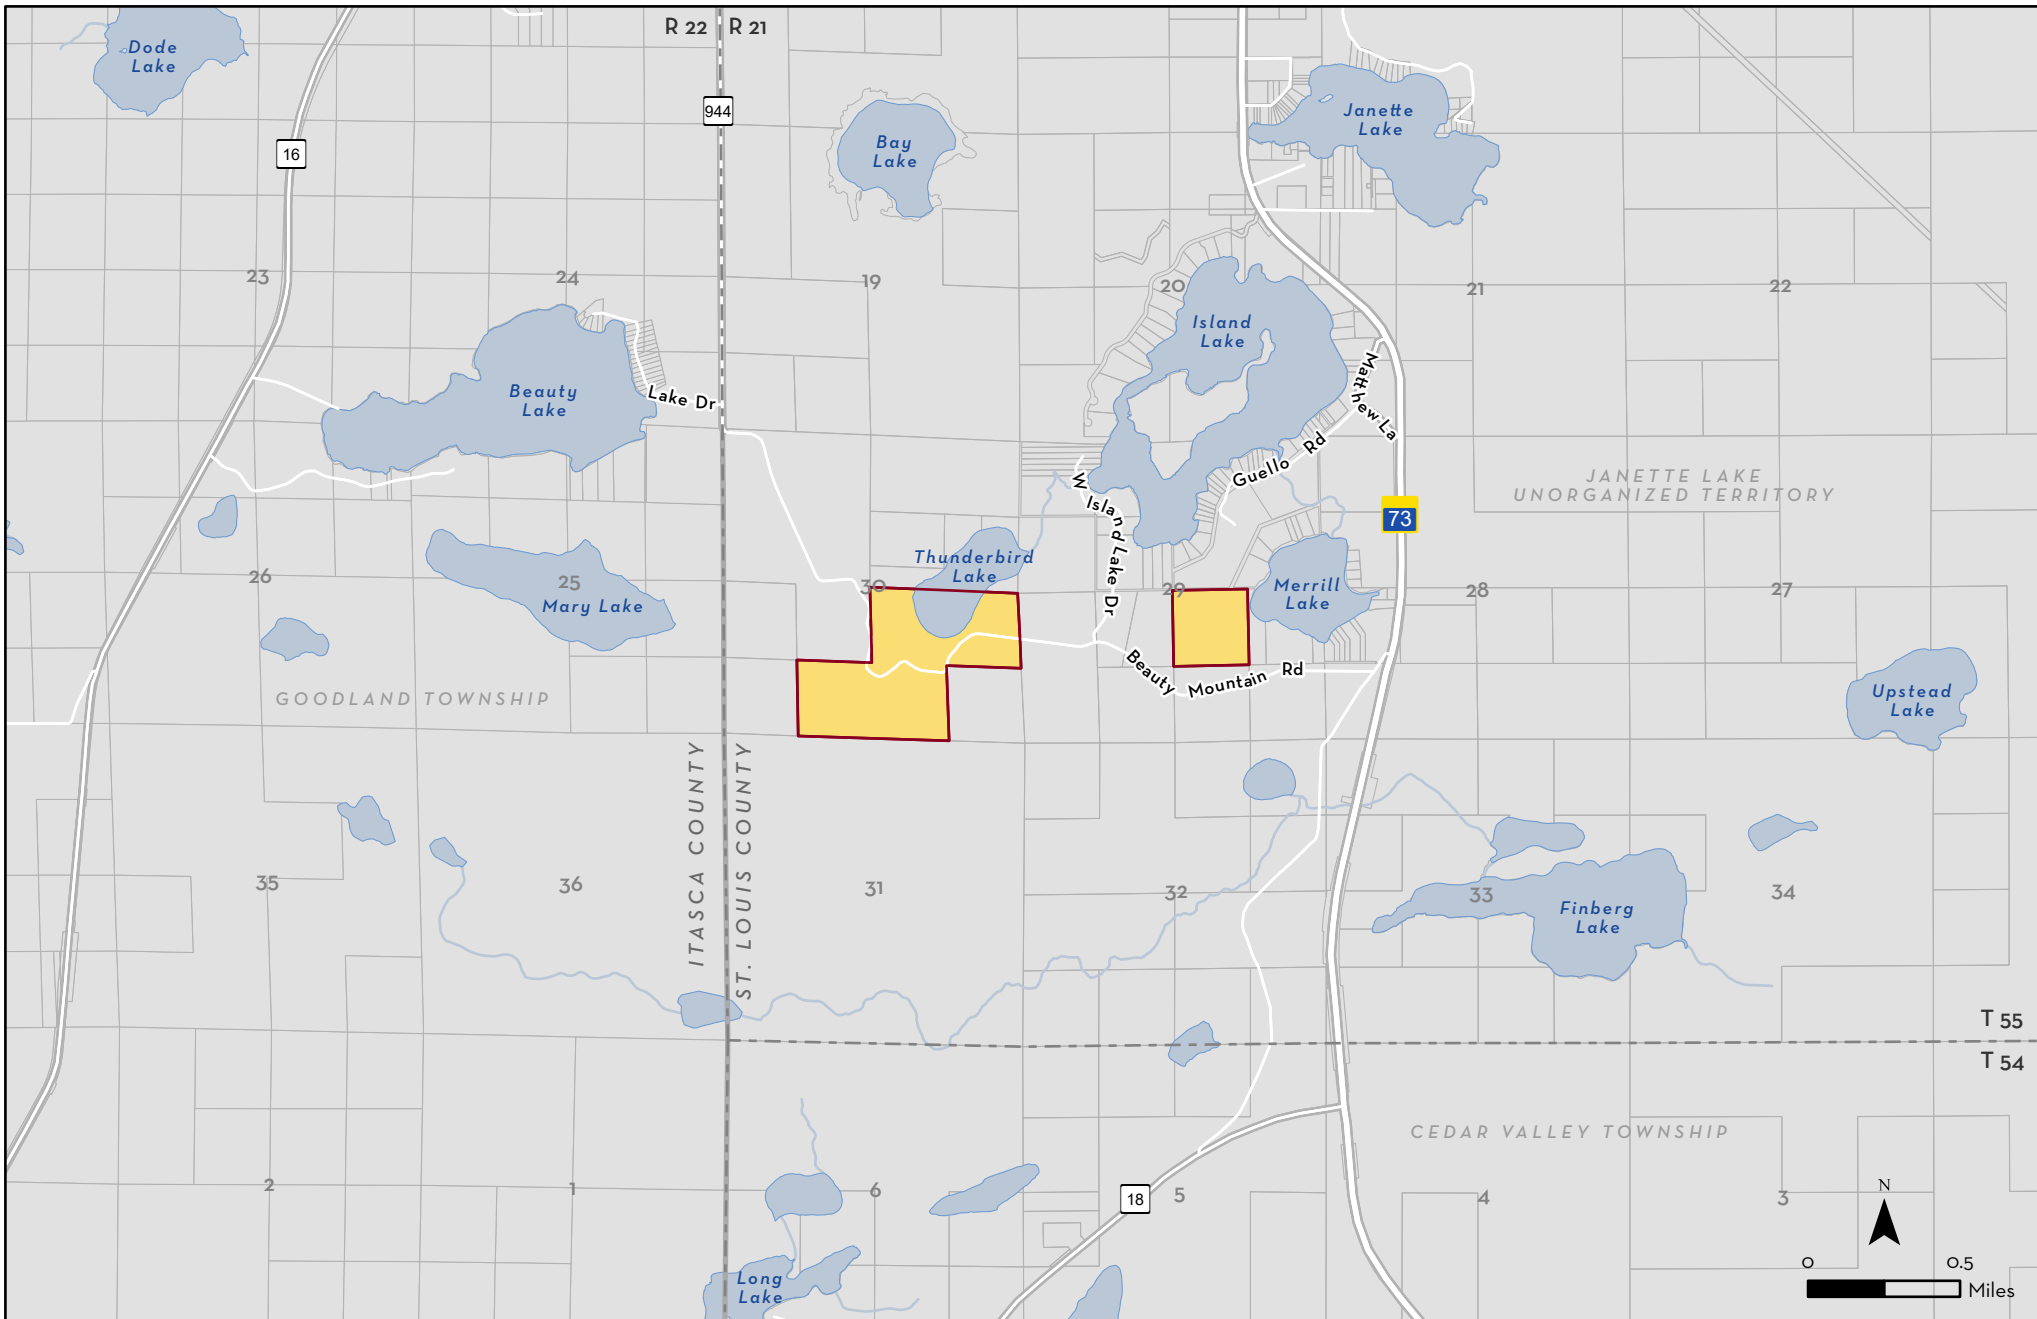 R 22
R 21
Dode
Lake
944
16
Bay
Lake
Janette
Lake
23
24
19
20
21
22
Island
Lake
Beauty
Lake
Lake Dr
Matthew La
Guello Rd
W Island Lake Dr
JANETTE LAKE
UNORGANIZED TERRITORY
73
Thunderbird
Lake
26
25
30
29
28
27
Mary Lake
Merrill
Lake
Beauty Mountain Rd
GOODLAND TOWNSHIP
Upstead
Lake
ITASCA COUNTY
ST. LOUIS COUNTY
35
36
31
32
33
34
Finberg
Lake
T 55
T 54
CEDAR VALLEY TOWNSHIP
2
1
6
5
4
3
18
N
Long
Lake
0
0.5
Miles